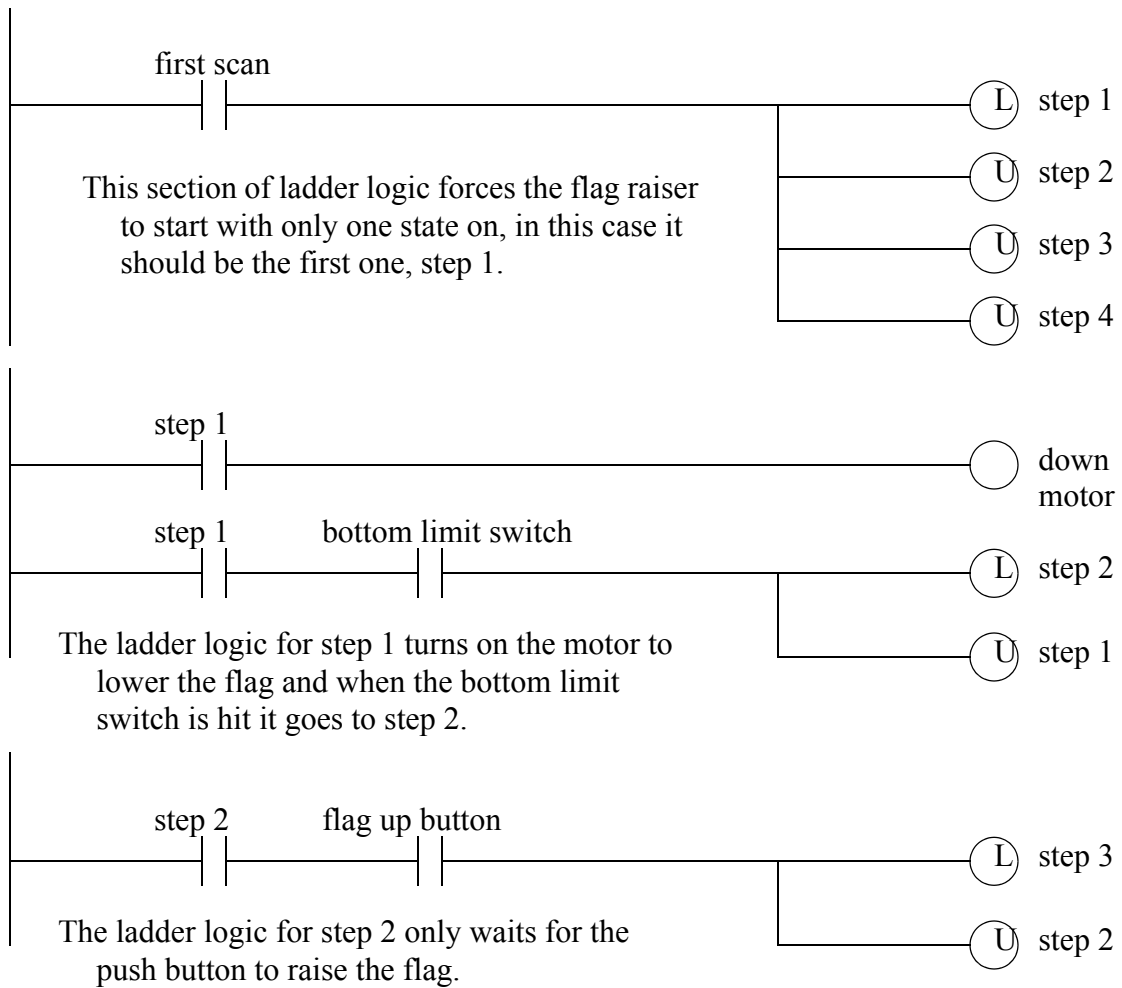 first scan
L step 1
U step 2
This section of ladder logic forces the flag raiser
to start with only one state on, in this case it
should be the first one, step 1.
U step 3
U step 4
step 1
down
motor
step 1 bottom limit switch
L step 2
U step 1
The ladder logic for step 1 turns on the motor to
lower the flag and when the bottom limit
switch is hit it goes to step 2.
step 2 flag up button
L step 3
U step 2
The ladder logic for step 2 only waits for the
push button to raise the flag.